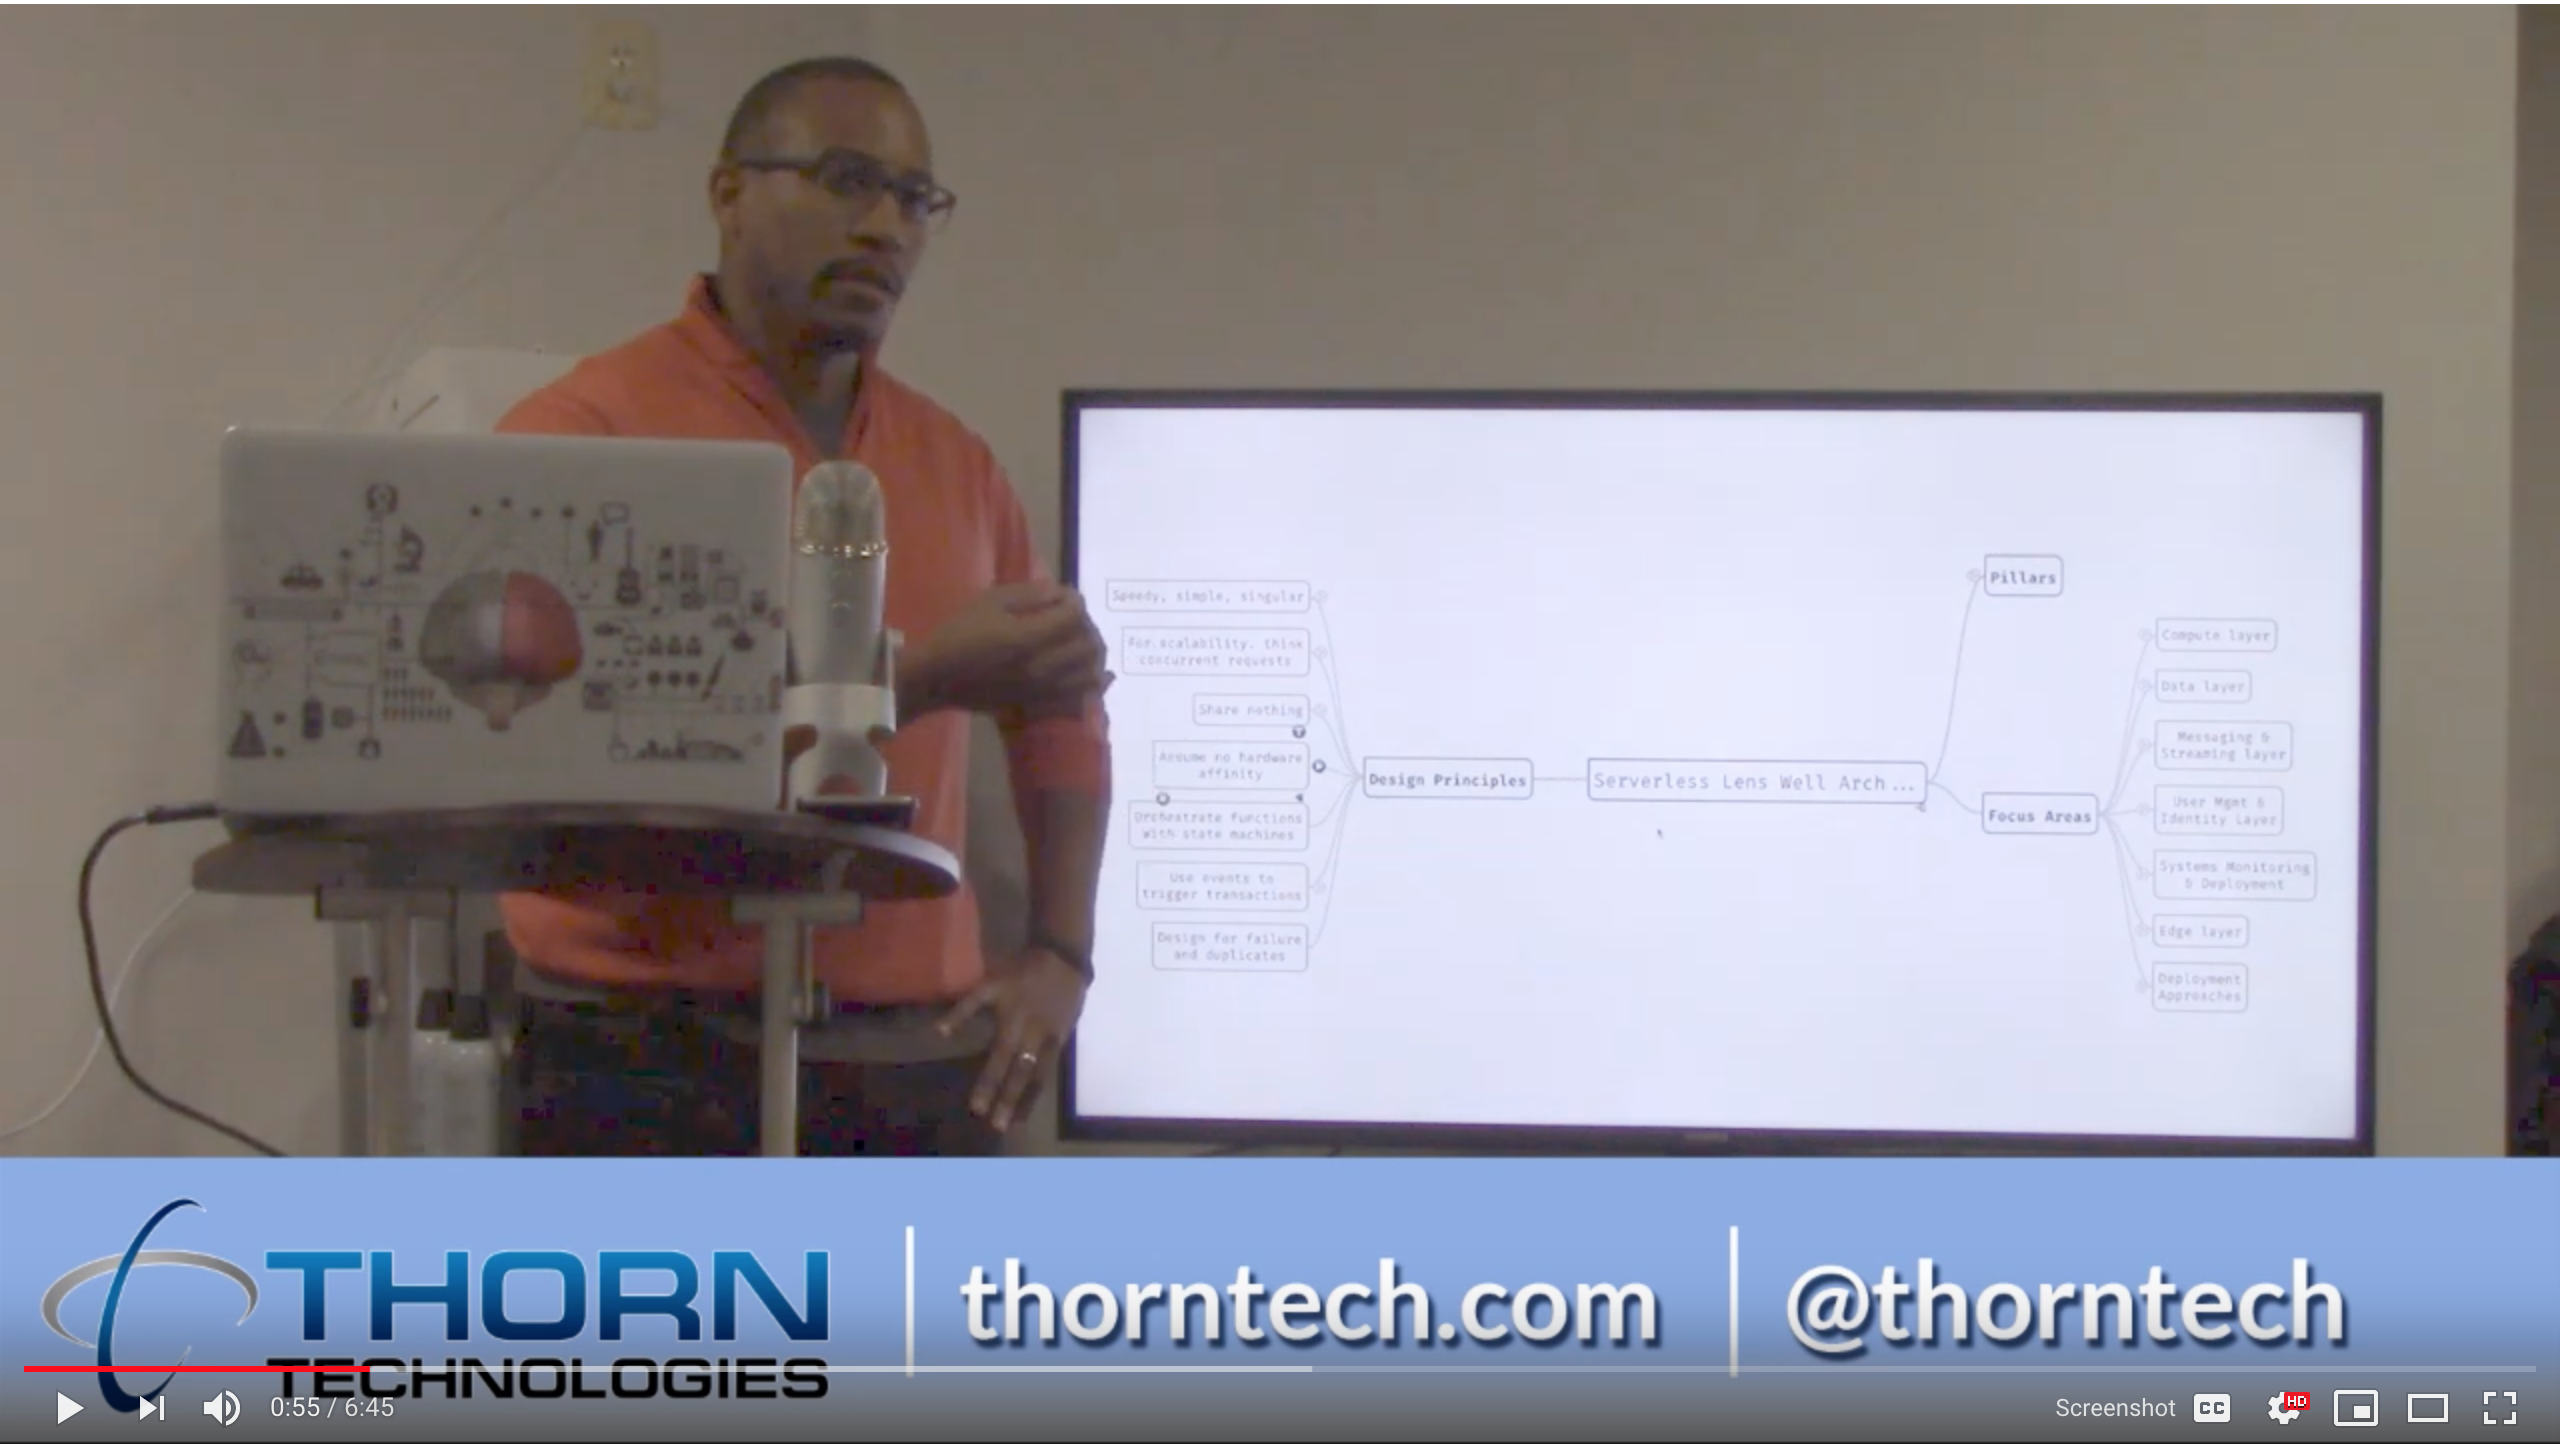 Speedy, simple, singular
For scalability. think
concurrent requests
Share nothing
Assume no hardware
affinity
Orchestrate functions
with state machines
Use events to
trigger transactions
Design for failure
and duplicates
Design Principles
Serverless Lens Well Arch ...
Pillars
Focus Areas
Compute layer
Data layer
Messaging &
Streaming layer
User Mgmt &
Identity Layer
Systems Monitoring
& Deployment
Edge layer
Deployment
Approaches
THORN
TECHNOLOGIES
thorntech.com
@thorntech
0:55 / 6:45
Screenshot
CC
HD